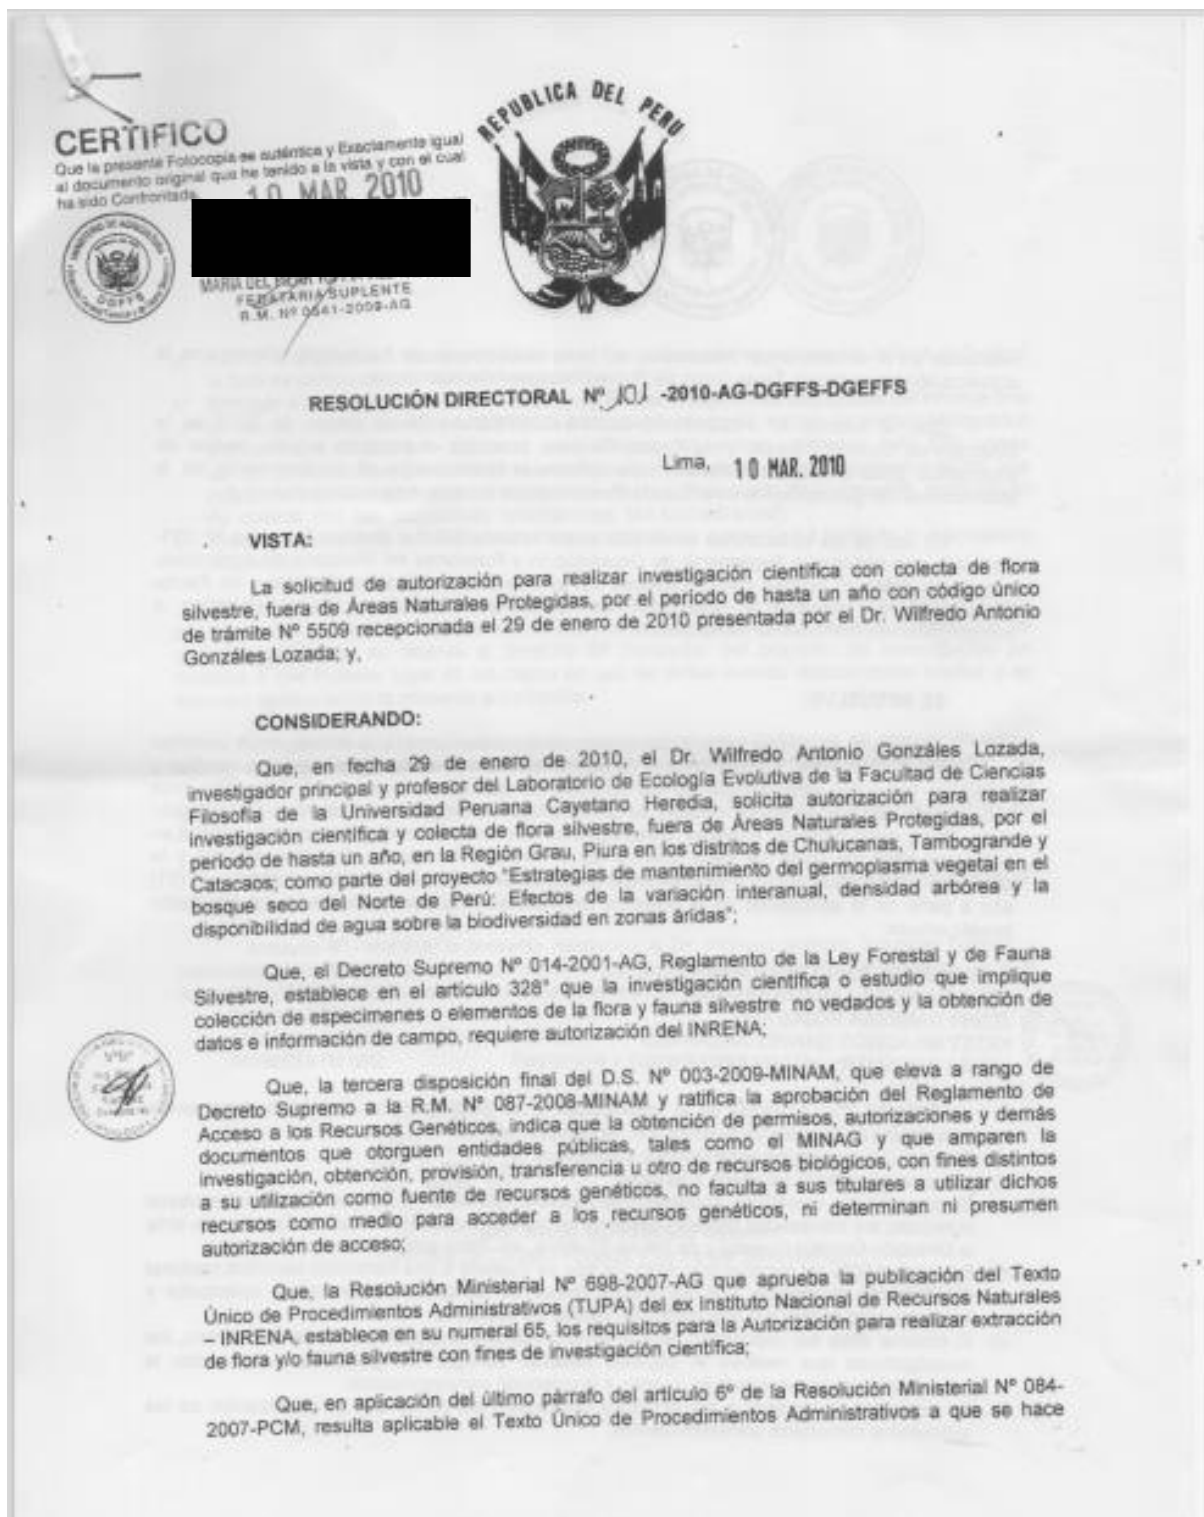 REPUBLICA DEL PERU
CERTIFICO
Que la presente Fotocopia es auténtica y Exactamente igual
al documento original que he tenido a la vista y con el cual
ha sido Confrontada
10 MAR. 2010
MARIA DEL
FEDATARIA SUPLENTE
R.M. Nº 0541-2009-AG
MINISTERIO DE AGRICULTURA
DGFFS
RESOLUCIÓN DIRECTORAL Nº 101 -2010-AG-DGFFS-DGEFFS
Lima, 10 MAR. 2010
VISTA:
La solicitud de autorización para realizar investigación científica con colecta de flora
silvestre, fuera de Áreas Naturales Protegidas, por el período de hasta un año con código único
de trámite Nº 5509 recepcionada el 29 de enero de 2010 presentada por el Dr. Wilfredo Antonio
Gonzáles Lozada; y,
CONSIDERANDO:
Que, en fecha 29 de enero de 2010, el Dr. Wilfredo Antonio Gonzáles Lozada,
investigador principal y profesor del Laboratorio de Ecología Evolutiva de la Facultad de Ciencias
Filosofía de la Universidad Peruana Cayetano Heredia, solicita autorización para realizar
investigación científica y colecta de flora silvestre, fuera de Áreas Naturales Protegidas, por el
período de hasta un año, en la Región Grau, Piura en los distritos de Chulucanas, Tambogrande y
Catacaos; como parte del proyecto "Estrategias de mantenimiento del germoplasma vegetal en el
bosque seco del Norte de Perú: Efectos de la variación interanual, densidad arbórea y la
disponibilidad de agua sobre la biodiversidad en zonas áridas";
Que, el Decreto Supremo Nº 014-2001-AG, Reglamento de la Ley Forestal y de Fauna
Silvestre, establece en el artículo 328° que la investigación científica o estudio que implique
colección de especimenes o elementos de la flora y fauna silvestre no vedados y la obtención de
datos e información de campo, requiere autorización del INRENA;
Que, la tercera disposición final del D.S. Nº 003-2009-MINAM, que eleva a rango de
Decreto Supremo a la R.M. Nº 087-2008-MINAM y ratifica la aprobación del Reglamento de
Acceso a los Recursos Genéticos, indica que la obtención de permisos, autorizaciones y demás
documentos que otorguen entidades públicas, tales como el MINAG y que amparen la
investigación, obtención, provisión, transferencia u otro de recursos biológicos, con fines distintos
a su utilización como fuente de recursos genéticos, no faculta a sus titulares a utilizar dichos
recursos como medio para acceder a los recursos genéticos, ni determinan ni presumen
autorización de acceso;
Que, la Resolución Ministerial Nº 698-2007-AG que aprueba la publicación del Texto
Único de Procedimientos Administrativos (TUPA) del ex Instituto Nacional de Recursos Naturales
– INRENA, establece en su numeral 65, los requisitos para la Autorización para realizar extracción
de flora y/o fauna silvestre con fines de investigación científica;
Que, en aplicación del último párrafo del artículo 6º de la Resolución Ministerial Nº 084-
2007-PCM, resulta aplicable el Texto Único de Procedimientos Administrativos a que se hace